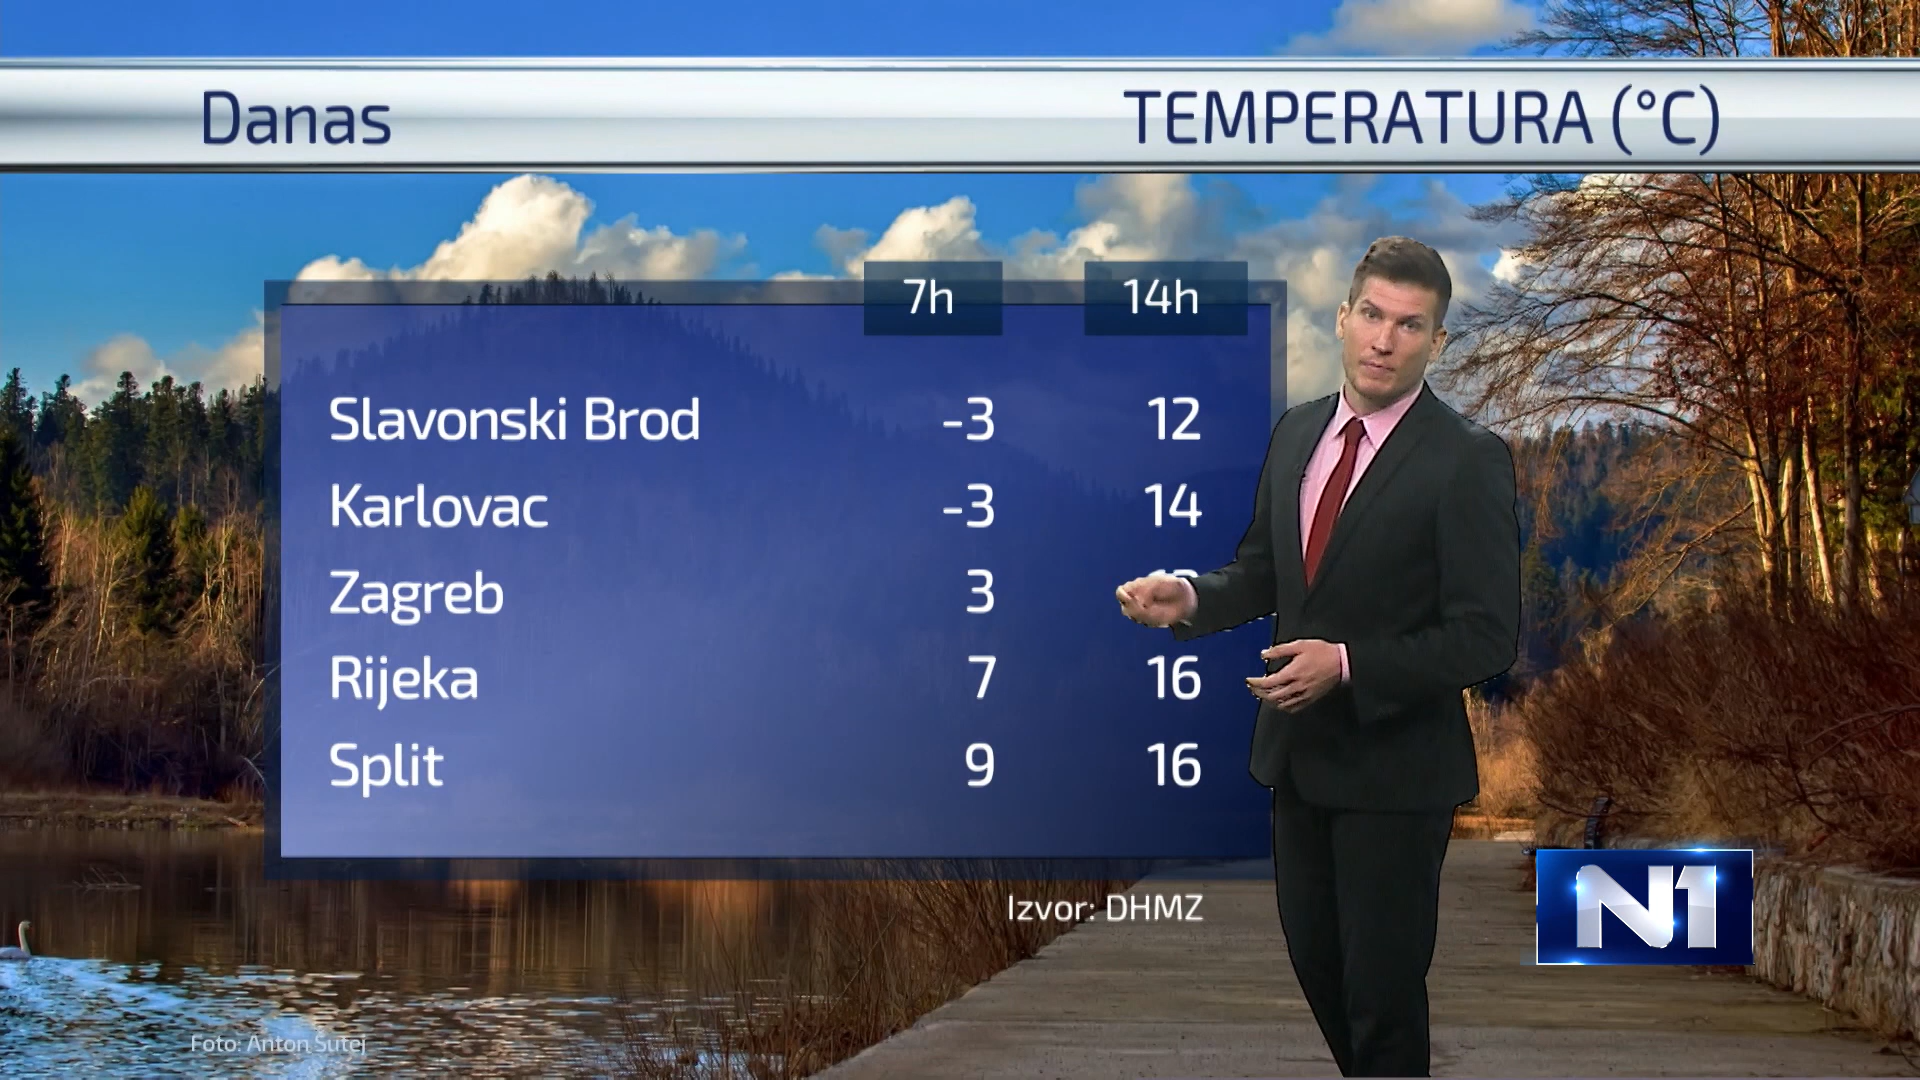 Danas
TEMPERATURA (°C)
7h 14h
Slavonski Brod -3 12
Karlovac -3 14
Zagreb 3
Rijeka 7 16
Split 9 16
Izvor: DHMZ
N1
Foto: Anton Šutej